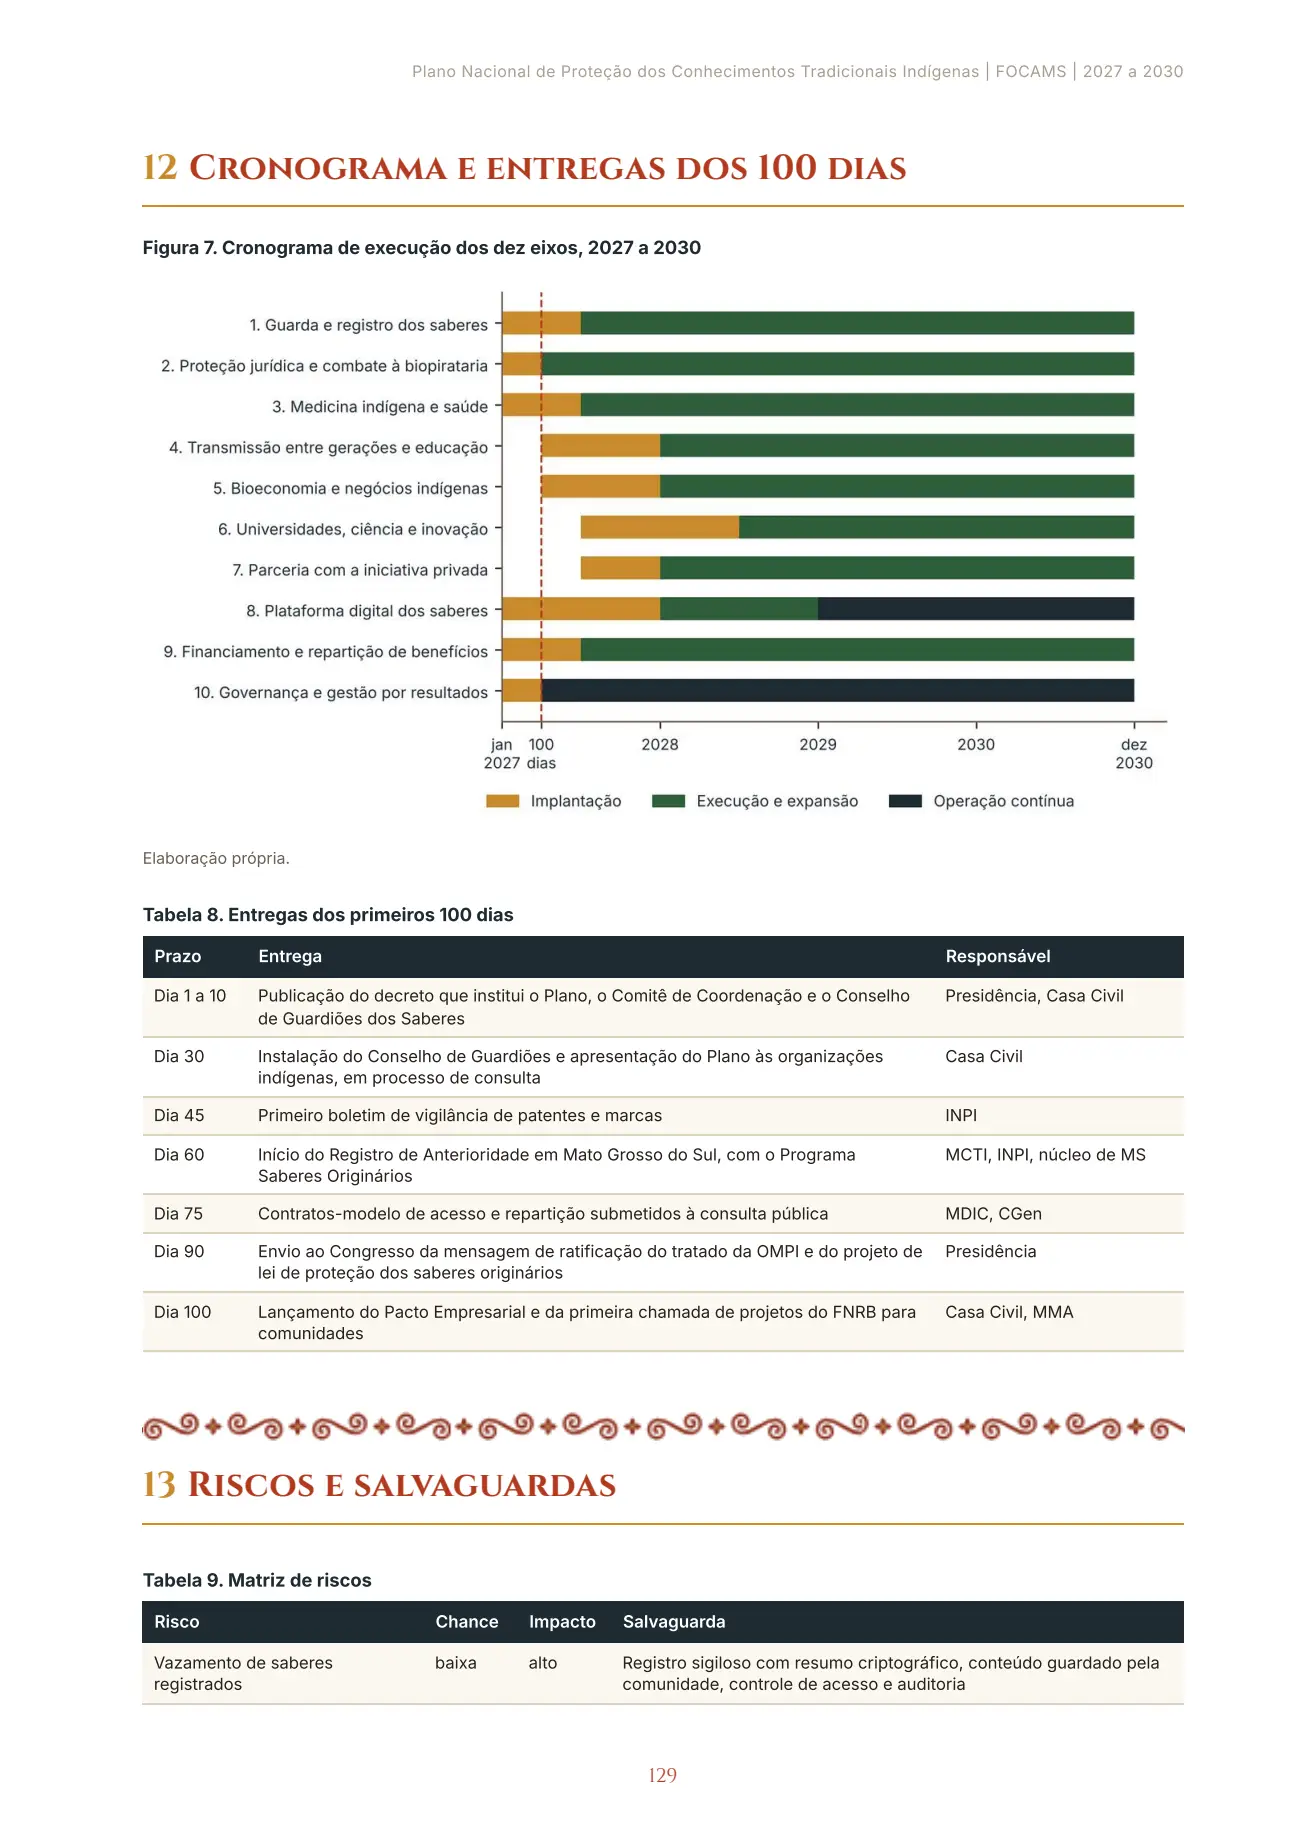 Plano Nacional de Proteção dos Conhecimentos Tradicionais Indígenas | FOCAMS | 2027 a 2030
12 Cronograma e entregas dos 100 dias
Figura 7. Cronograma de execução dos dez eixos, 2027 a 2030
1. Guarda e registro dos saberes
2. Proteção jurídica e combate à biopirataria
3. Medicina indígena e saúde
4. Transmissão entre gerações e educação
5. Bioeconomia e negócios indígenas
6. Universidades, ciência e inovação
7. Parceria com a iniciativa privada
8. Plataforma digital dos saberes
9. Financiamento e repartição de benefícios
10. Governança e gestão por resultados
jan 100 2028 2029 2030 dez
2027 dias 2030
Implantação Execução e expansão Operação contínua
Elaboração própria.
Tabela 8. Entregas dos primeiros 100 dias
Prazo Entrega Responsável
Dia 1 a 10 Publicação do decreto que institui o Plano, o Comitê de Coordenação e o Conselho Presidência, Casa Civil
de Guardiões dos Saberes
Dia 30 Instalação do Conselho de Guardiões e apresentação do Plano às organizações Casa Civil
indígenas, em processo de consulta
Dia 45 Primeiro boletim de vigilância de patentes e marcas INPI
Dia 60 Início do Registro de Anterioridade em Mato Grosso do Sul, com o Programa MCTI, INPI, núcleo de MS
Saberes Originários
Dia 75 Contratos-modelo de acesso e repartição submetidos à consulta pública MDIC, CGen
Dia 90 Envio ao Congresso da mensagem de ratificação do tratado da OMPI e do projeto de Presidência
lei de proteção dos saberes originários
Dia 100 Lançamento do Pacto Empresarial e da primeira chamada de projetos do FNRB para Casa Civil, MMA
comunidades
13 Riscos e salvaguardas
Tabela 9. Matriz de riscos
Risco Chance Impacto Salvaguarda
Vazamento de saberes baixa alto Registro sigiloso com resumo criptográfico, conteúdo guardado pela
registrados comunidade, controle de acesso e auditoria
129